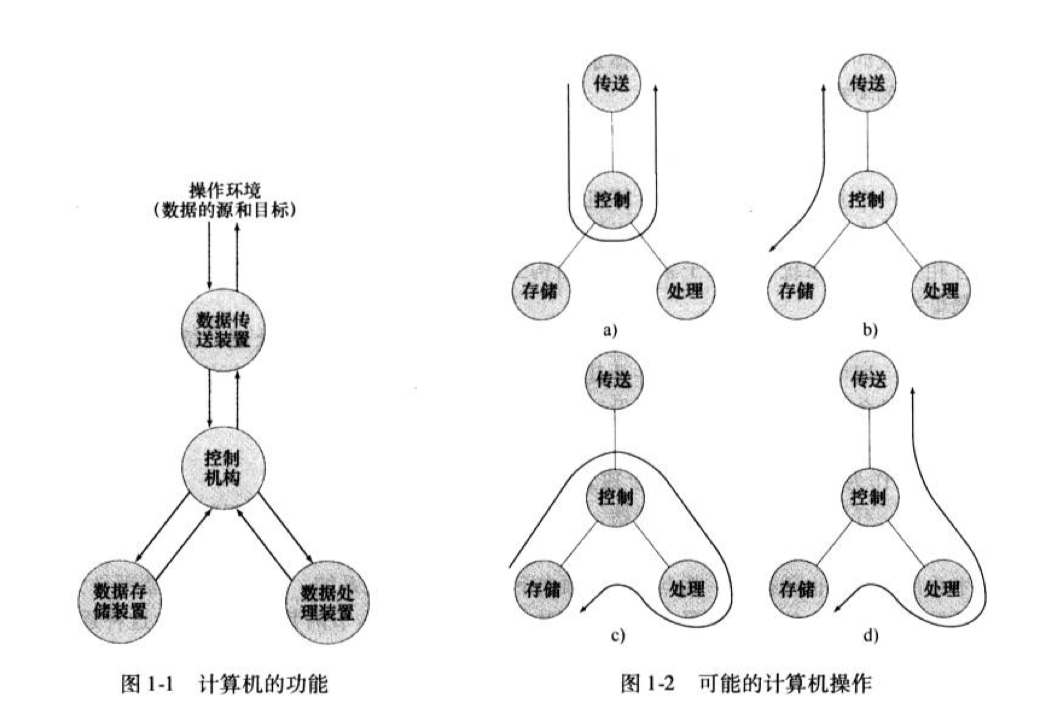 操作环境
(数据的源和目标)
数据传
送装置
控制
机构
数据存
储装置
数据处
理装置
图 1-1 计算机的功能
传送
控制
存储
处理
a)
传送
控制
存储
处理
b)
传送
控制
存储
处理
c)
传送
控制
存储
处理
d)
图 1-2 可能的计算机操作